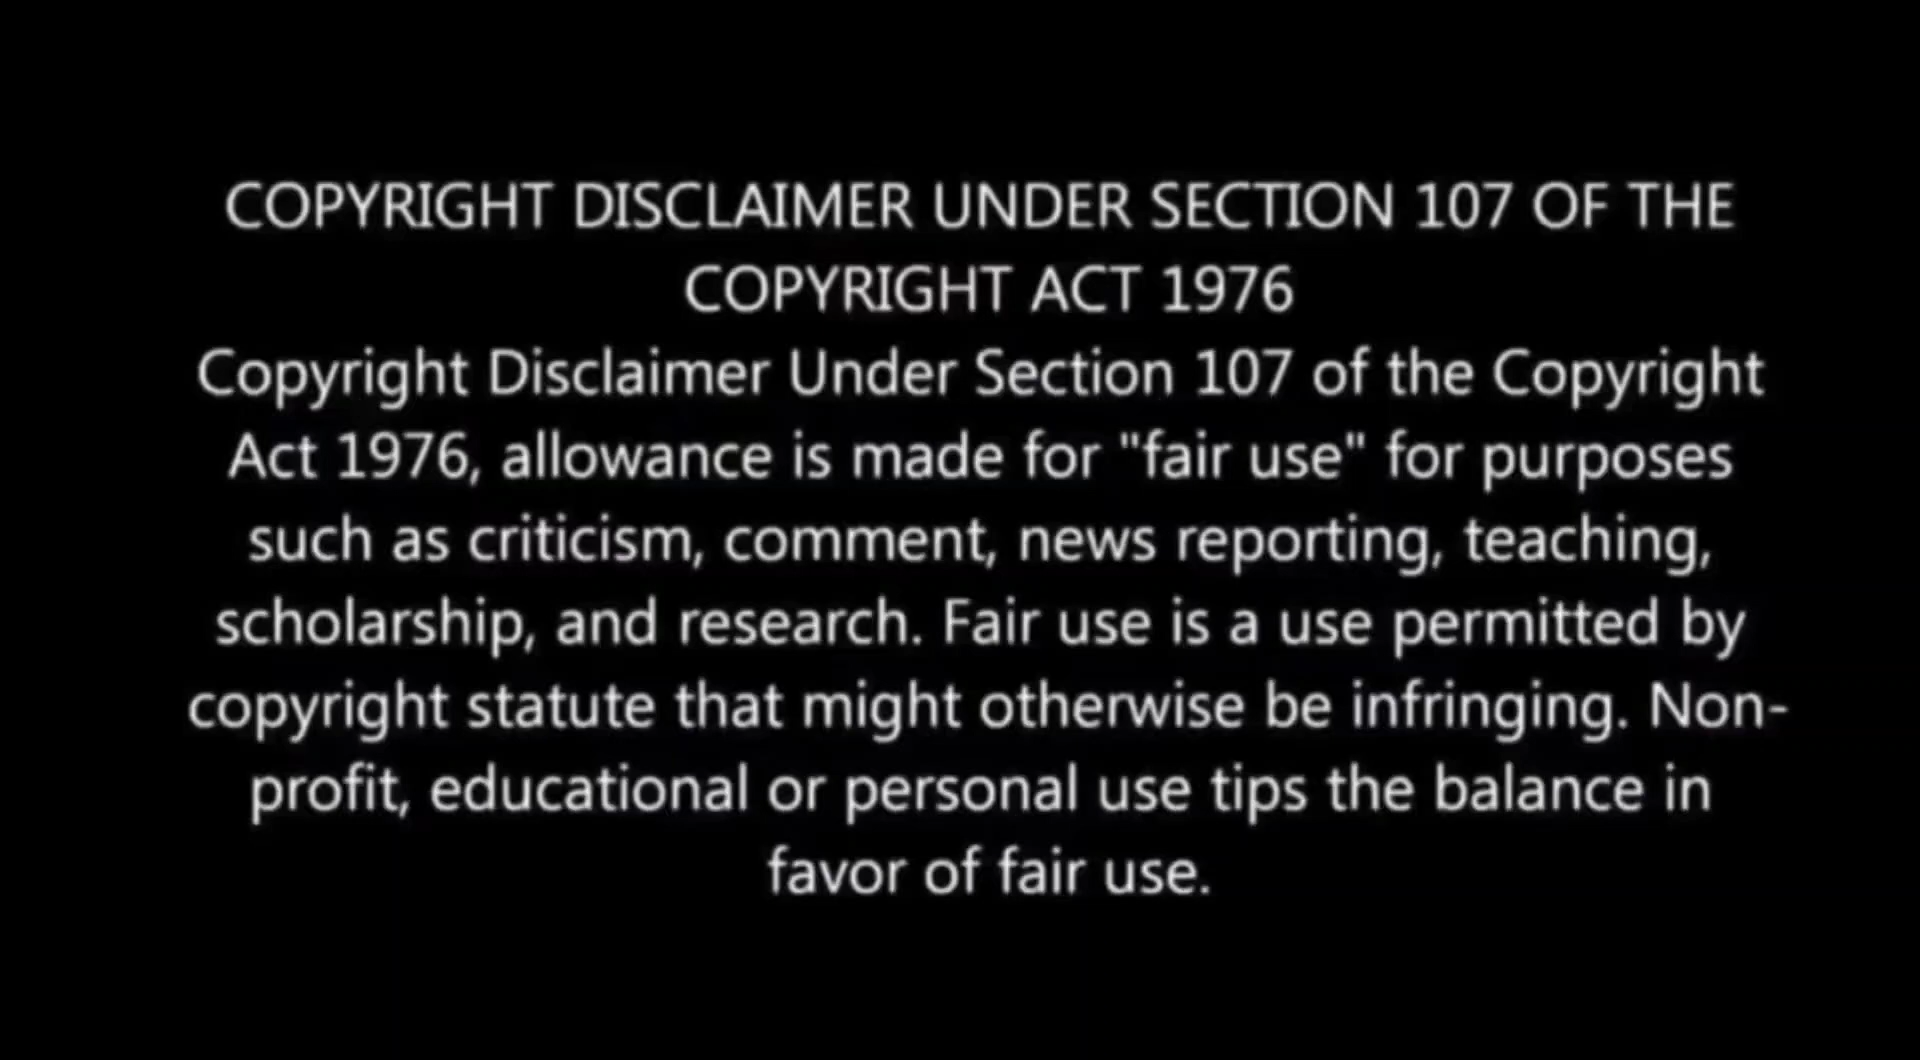 COPYRIGHT DISCLAIMER UNDER SECTION 107 OF THE
COPYRIGHT ACT 1976
Copyright Disclaimer Under Section 107 of the Copyright
Act 1976, allowance is made for "fair use" for purposes
such as criticism, comment, news reporting, teaching,
scholarship, and research. Fair use is a use permitted by
copyright statute that might otherwise be infringing. Non-
profit, educational or personal use tips the balance in
favor of fair use.